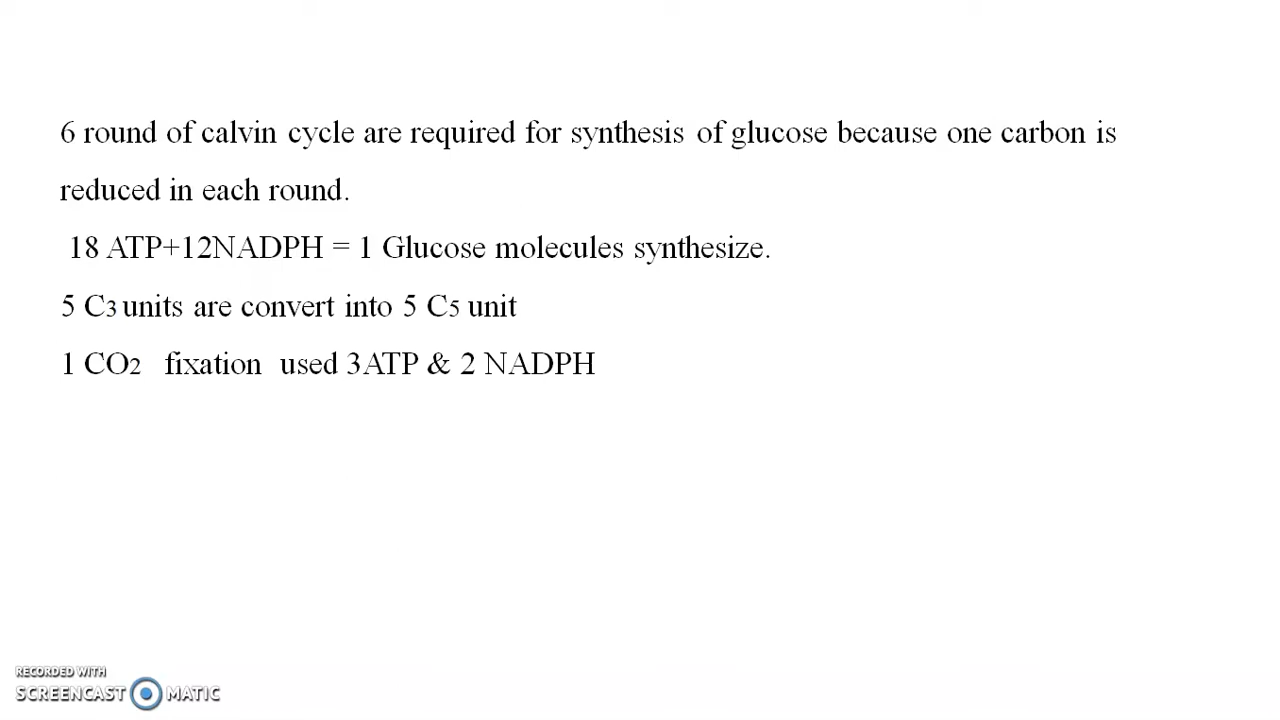 6 round of calvin cycle are required for synthesis of glucose because one carbon is
reduced in each round.
18 ATP+12NADPH = 1 Glucose molecules synthesize.
5 C3 units are convert into 5 C5 unit
1 CO2 fixation used 3ATP & 2 NADPH
RECORDED WITH
SCREENCAST MATIC